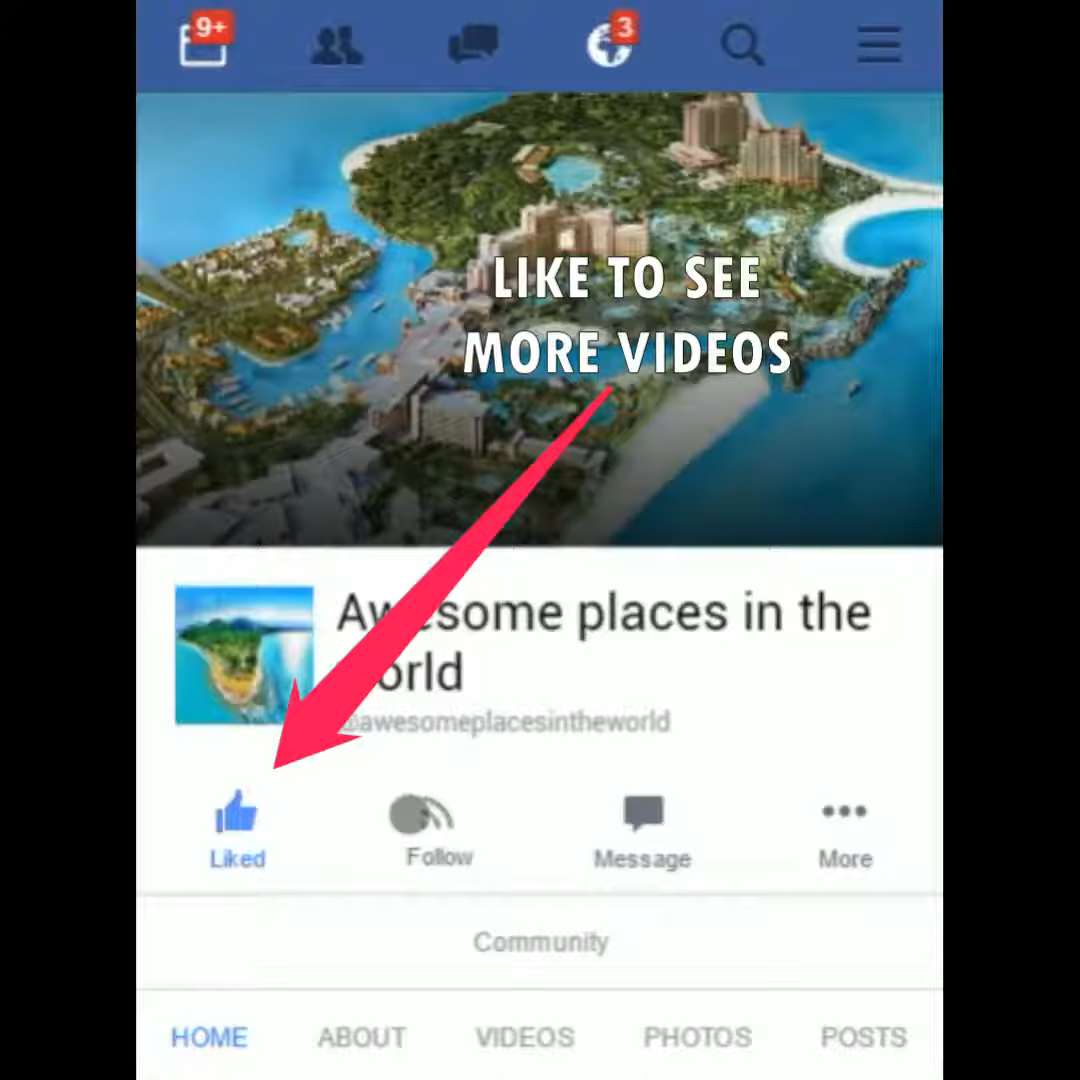 9+
3
LIKE TO SEE
MORE VIDEOS
Awesome places in the
orld
@awesomeplacesintheworld
Liked
Follow
Message
More
Community
HOME ABOUT VIDEOS PHOTOS POSTS